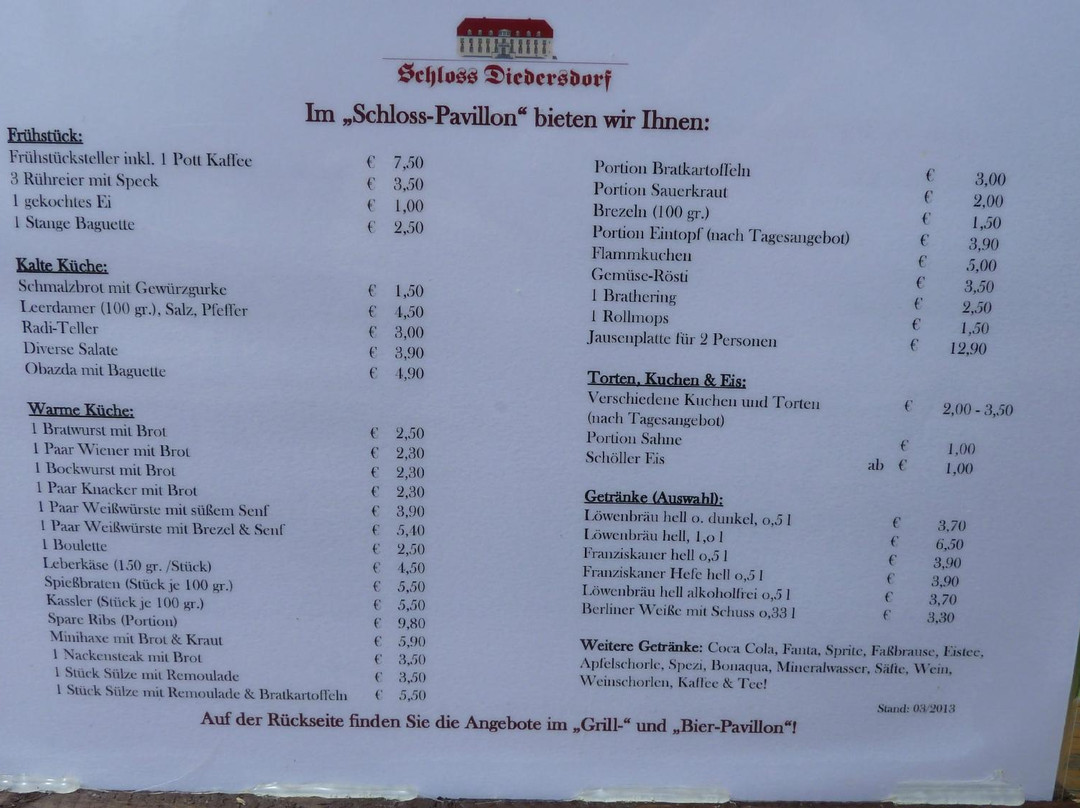 Schloss Diedersdorf
Im „Schloss-Pavillon“ bieten wir Ihnen:
Frühstück:
Frühstücksteller inkl. 1 Pott Kaffee € 7,50
3 Rühreier mit Speck € 3,50
1 gekochtes Ei € 1,00
1 Stange Baguette € 2,50
Kalte Küche:
Schmalzbrot mit Gewürzgurke € 1,50
Leerdamer (100 gr.), Salz, Pfeffer € 4,50
Radi-Teller € 3,00
Diverse Salate € 3,90
Obazda mit Baguette € 4,90
Warme Küche:
1 Bratwurst mit Brot € 2,50
1 Paar Wiener mit Brot € 2,30
1 Bockwurst mit Brot € 2,30
1 Paar Knacker mit Brot € 2,30
1 Paar Weißwürste mit süßem Senf € 3,90
1 Paar Weißwürste mit Brezel & Senf € 5,40
1 Boulette € 2,50
Leberkäse (150 gr. /Stück) € 4,50
Spießbraten (Stück je 100 gr.) € 5,50
Kassler (Stück je 100 gr.) € 5,50
Spare Ribs (Portion) € 9,80
Minihaxe mit Brot & Kraut € 5,90
1 Nackensteak mit Brot € 3,50
1 Stück Sülze mit Remoulade € 3,50
1 Stück Sülze mit Remoulade & Bratkartoffeln € 5,50
Portion Bratkartoffeln € 3,00
Portion Sauerkraut € 2,00
Brezeln (100 gr.) € 1,50
Portion Eintopf (nach Tagesangebot) € 3,90
Flammkuchen € 5,00
Gemüse-Rösti € 3,50
1 Brathering € 2,50
1 Rollmops € 1,50
Jausenplatte für 2 Personen € 12,90
Torten, Kuchen & Eis:
Verschiedene Kuchen und Torten € 2,00 - 3,50
(nach Tagesangebot)
Portion Sahne € 1,00
Schöller Eis ab € 1,00
Getränke (Auswahl):
Löwenbräu hell o. dunkel, 0,5 l € 3,70
Löwenbräu hell, 1,0 l € 6,50
Franziskaner hell 0,5 l € 3,90
Franziskaner Hefe hell 0,5 l € 3,90
Löwenbräu hell alkoholfrei 0,5 l € 3,70
Berliner Weiße mit Schuss 0,33 l € 3,30
Weitere Getränke: Coca Cola, Fanta, Sprite, Faßbrause, Eistee,
Apfelschorle, Spezi, Bonaqua, Mineralwasser, Säfte, Wein,
Weinschorlen, Kaffee & Tee!
Stand: 03/2013
Auf der Rückseite finden Sie die Angebote im „Grill-“ und „Bier-Pavillon“!